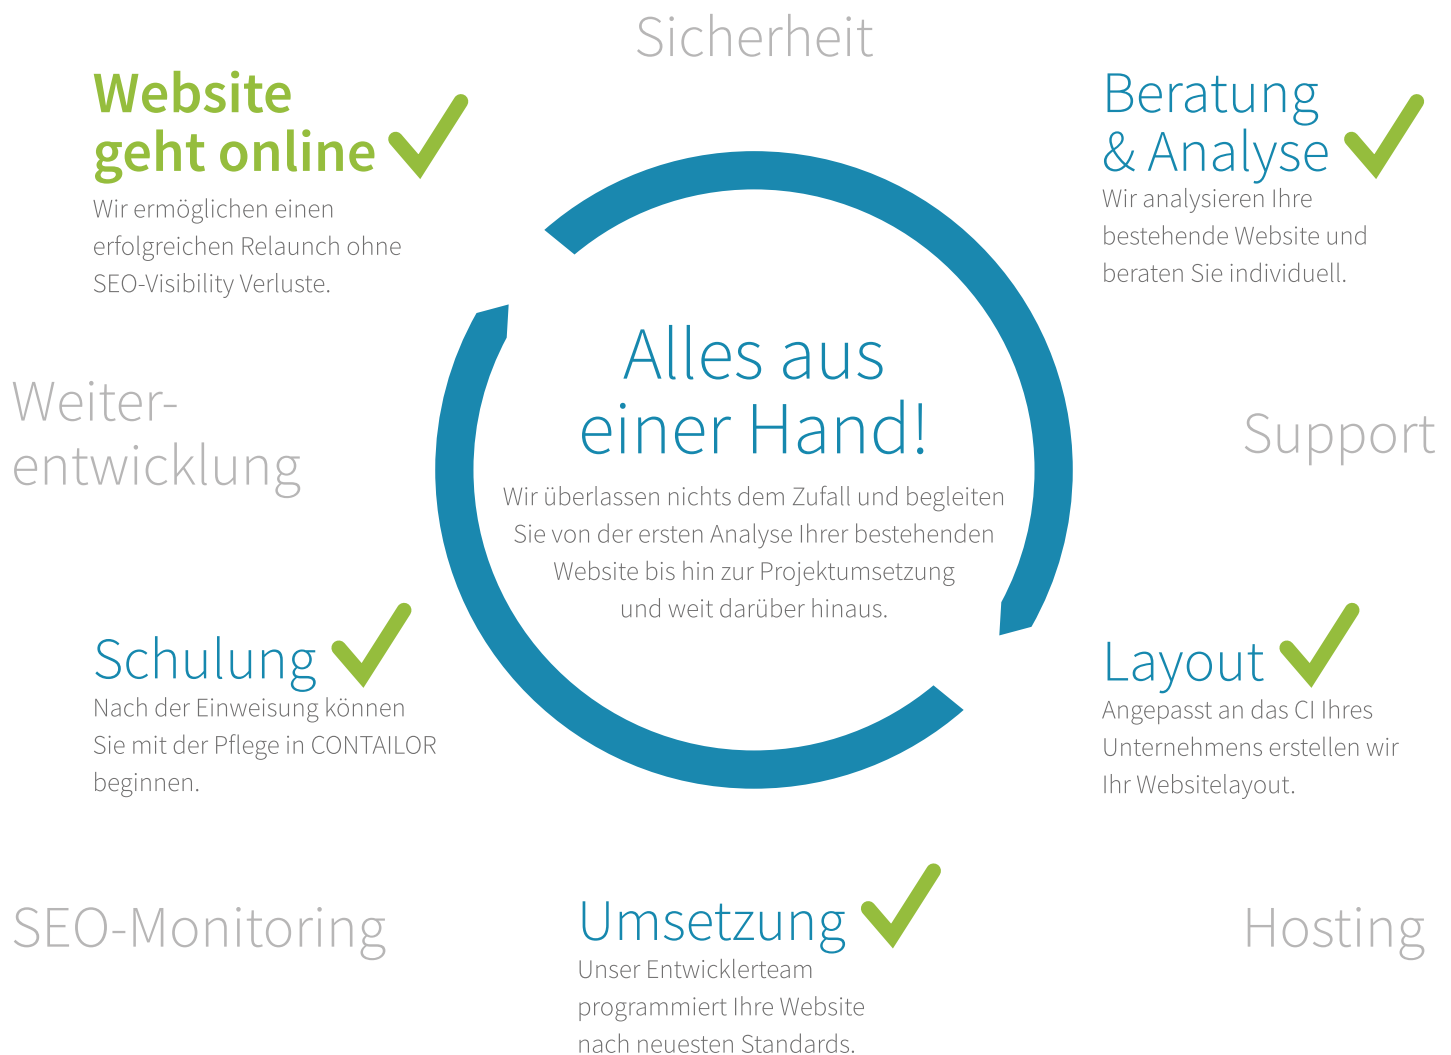 Sicherheit
Website
geht online
Wir ermöglichen einen
erfolgreichen Relaunch ohne
SEO-Visibility Verluste.
Beratung
& Analyse
Wir analysieren Ihre
bestehende Website und
beraten Sie individuell.
Weiter-
entwicklung
Alles aus
einer Hand!
Wir überlassen nichts dem Zufall und begleiten
Sie von der ersten Analyse Ihrer bestehenden
Website bis hin zur Projektumsetzung
und weit darüber hinaus.
Support
Schulung
Nach der Einweisung können
Sie mit der Pflege in CONTAILOR
beginnen.
Layout
Angepasst an das CI Ihres
Unternehmens erstellen wir
Ihr Websitelayout.
SEO-Monitoring
Umsetzung
Unser Entwicklerteam
programmiert Ihre Website
nach neuesten Standards.
Hosting